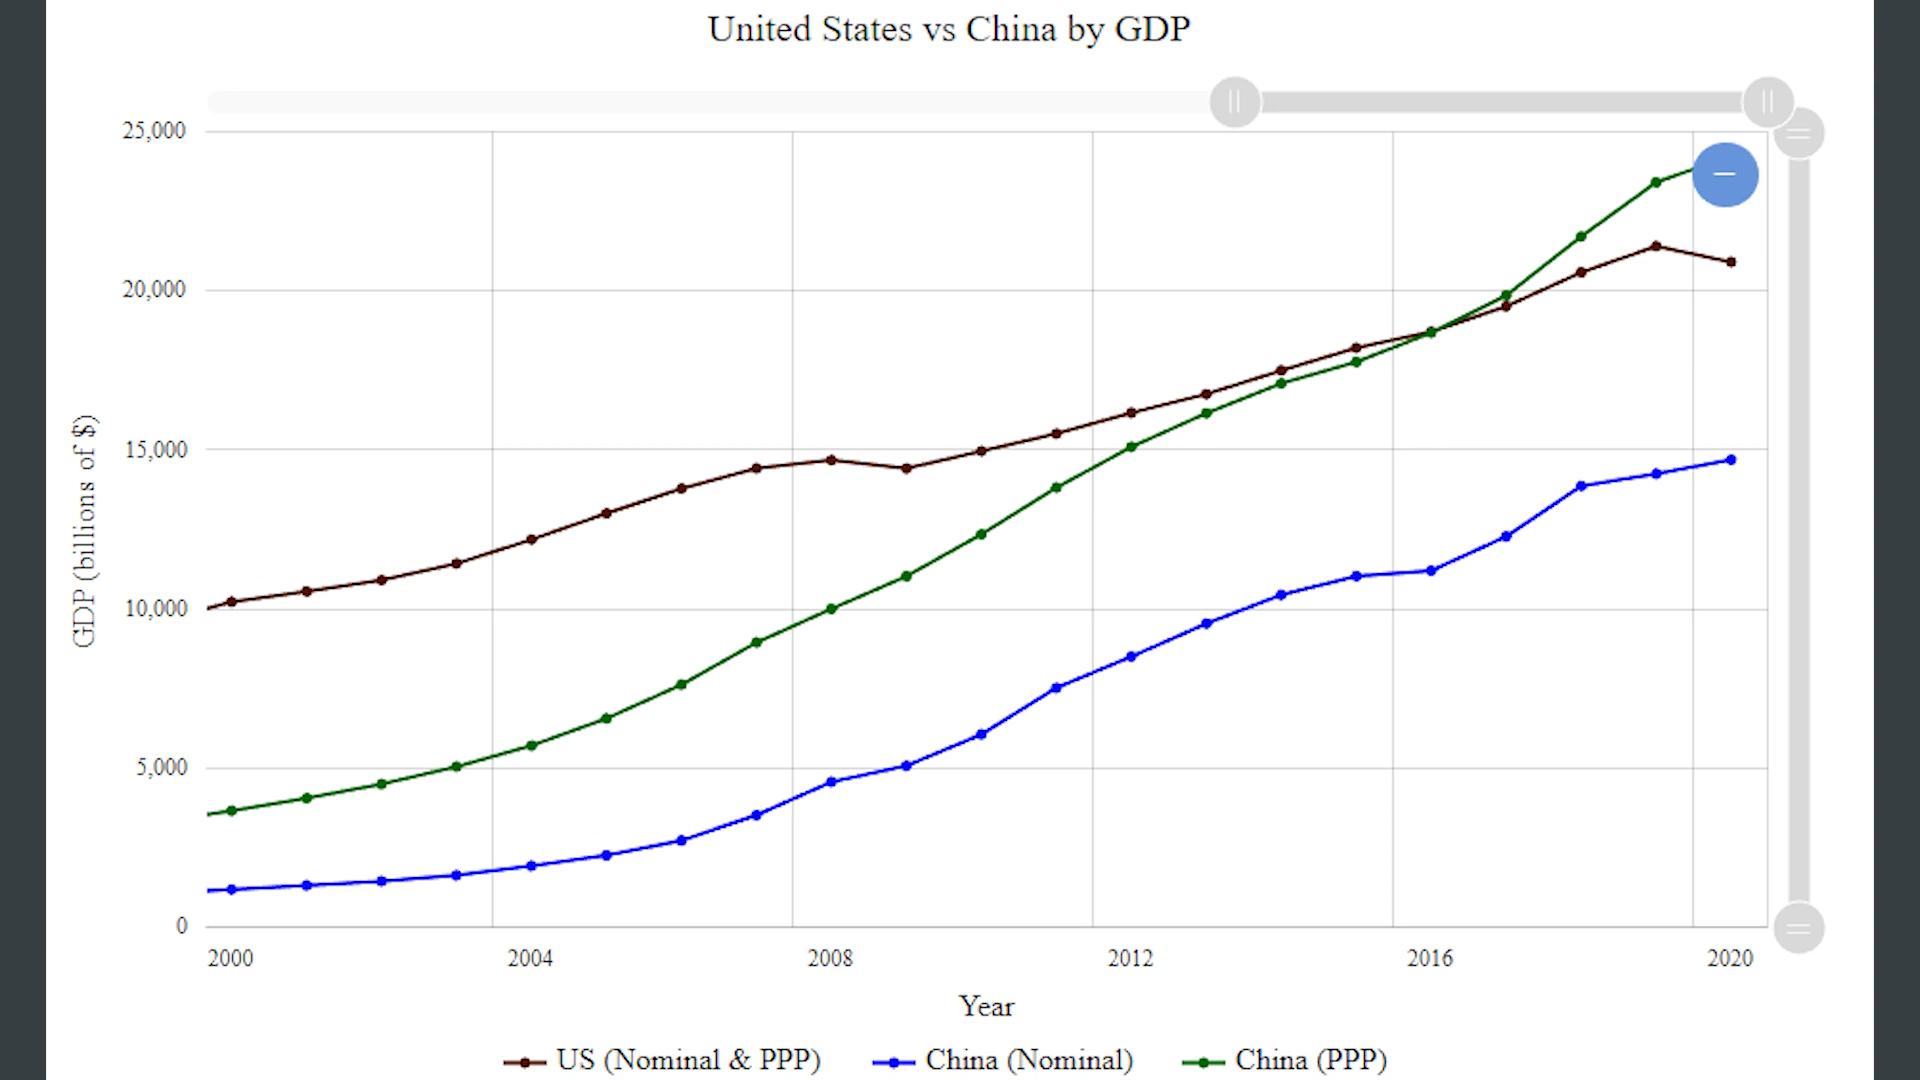 United States vs China by GDP
25,000
20,000
15,000
10,000
5,000
0
GDP (billions of $)
2000 2004 2008 2012 2016 2020
Year
US (Nominal & PPP) China (Nominal) China (PPP)